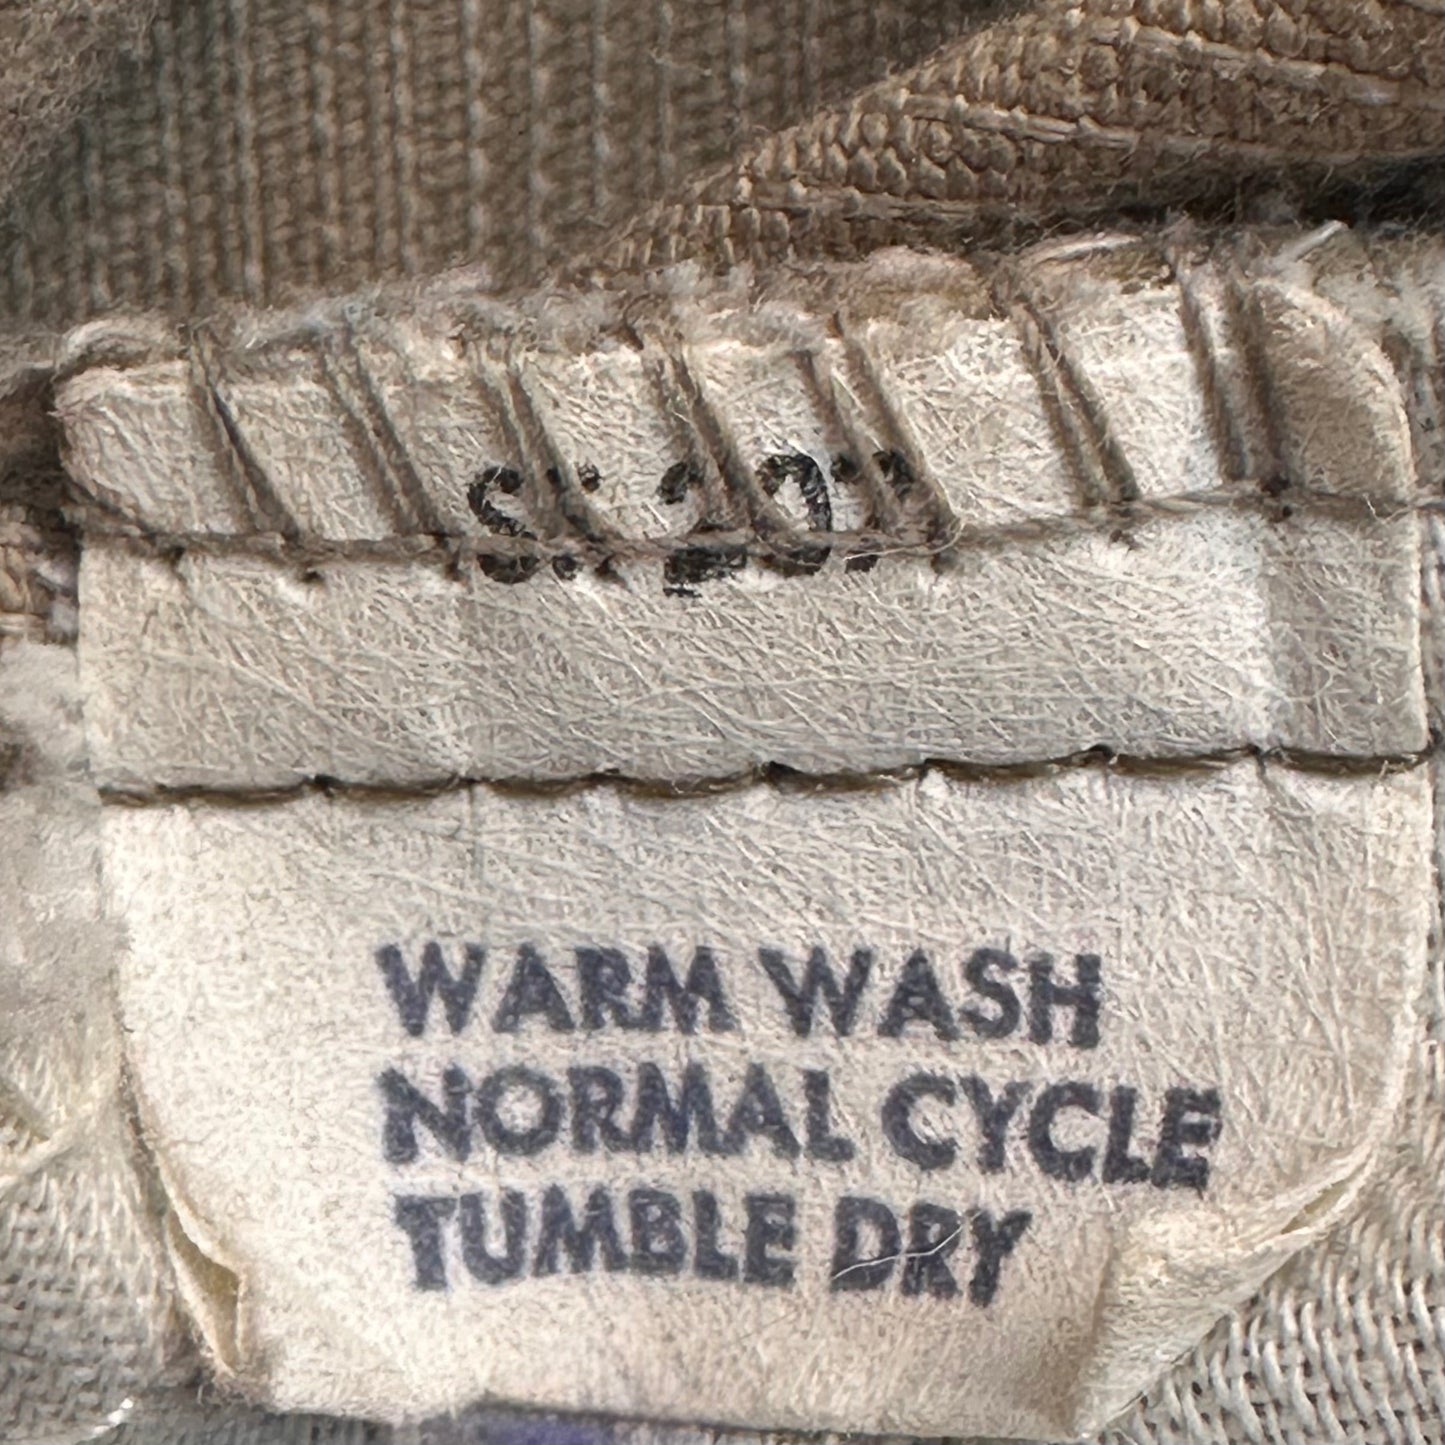 WARM WASH
NORMAL CYCLE
TUMBLE DRY